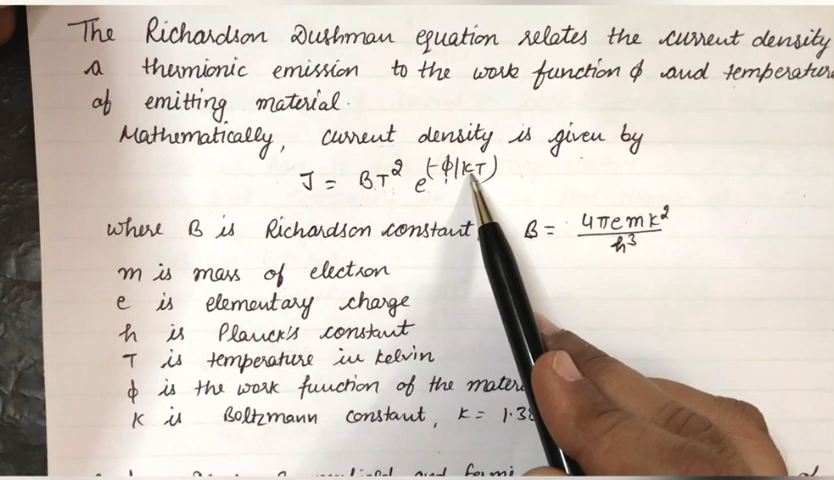 The Richardson Dushman equation relates the current density
a thermionic emission to the work function ϕ and temperature
of emitting material.
Mathematically, current density is given by
J = BT² e^(-ϕ/kT)
where B is Richardson constant, B = 4πemk²/h³
m is mass of electron
e is elementary charge
h is Planck's constant
T is temperature in kelvin
ϕ is the work function of the
K is Boltzmann constant, K = 1.38
and fermi